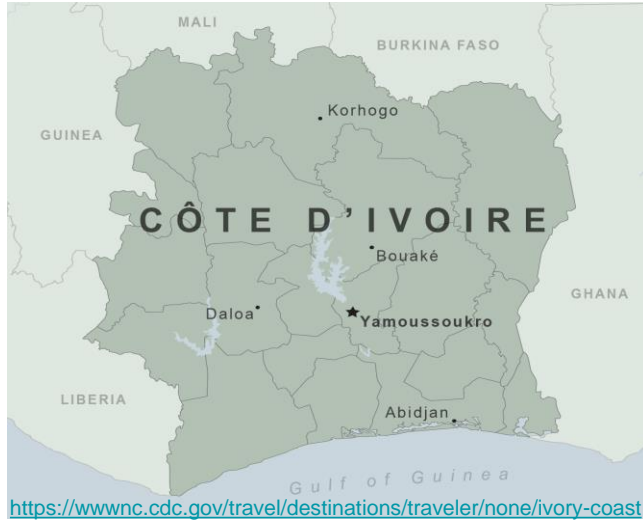 MALI
BURKINA FASO
Korhogo
GUINEA
CÔTE D'IVOIRE
Bouaké
GHANA
Daloa
Yamoussoukro
LIBERIA
Abidjan
Gulf of Guinea
https://wwwnc.cdc.gov/travel/destinations/traveler/none/ivory-coast